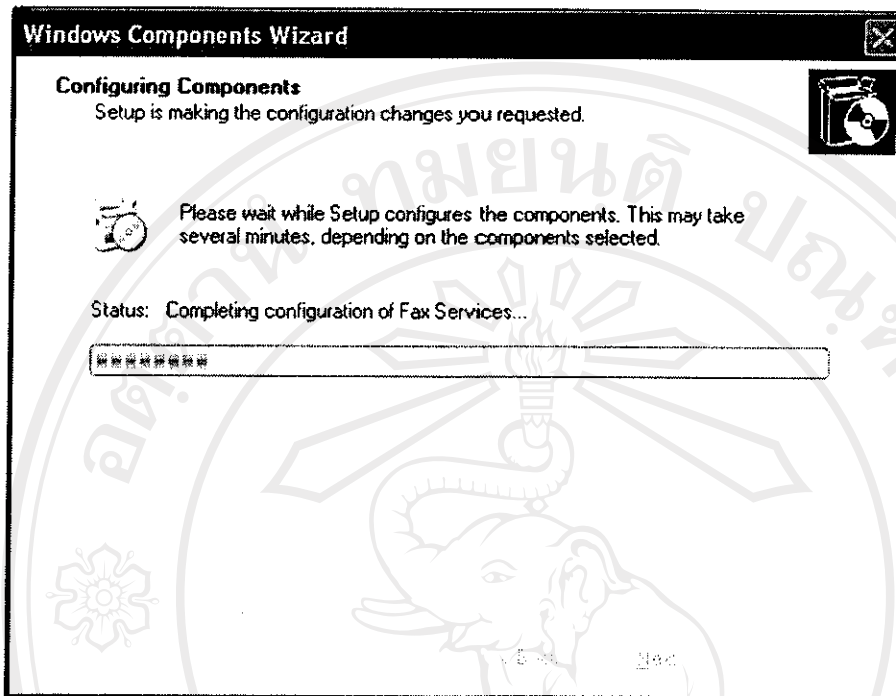 Windows Components Wizard
Configuring Components
Setup is making the configuration changes you requested.
Please wait while Setup configures the components. This may take
several minutes, depending on the components selected.
Status: Completing configuration of Fax Services...
Next